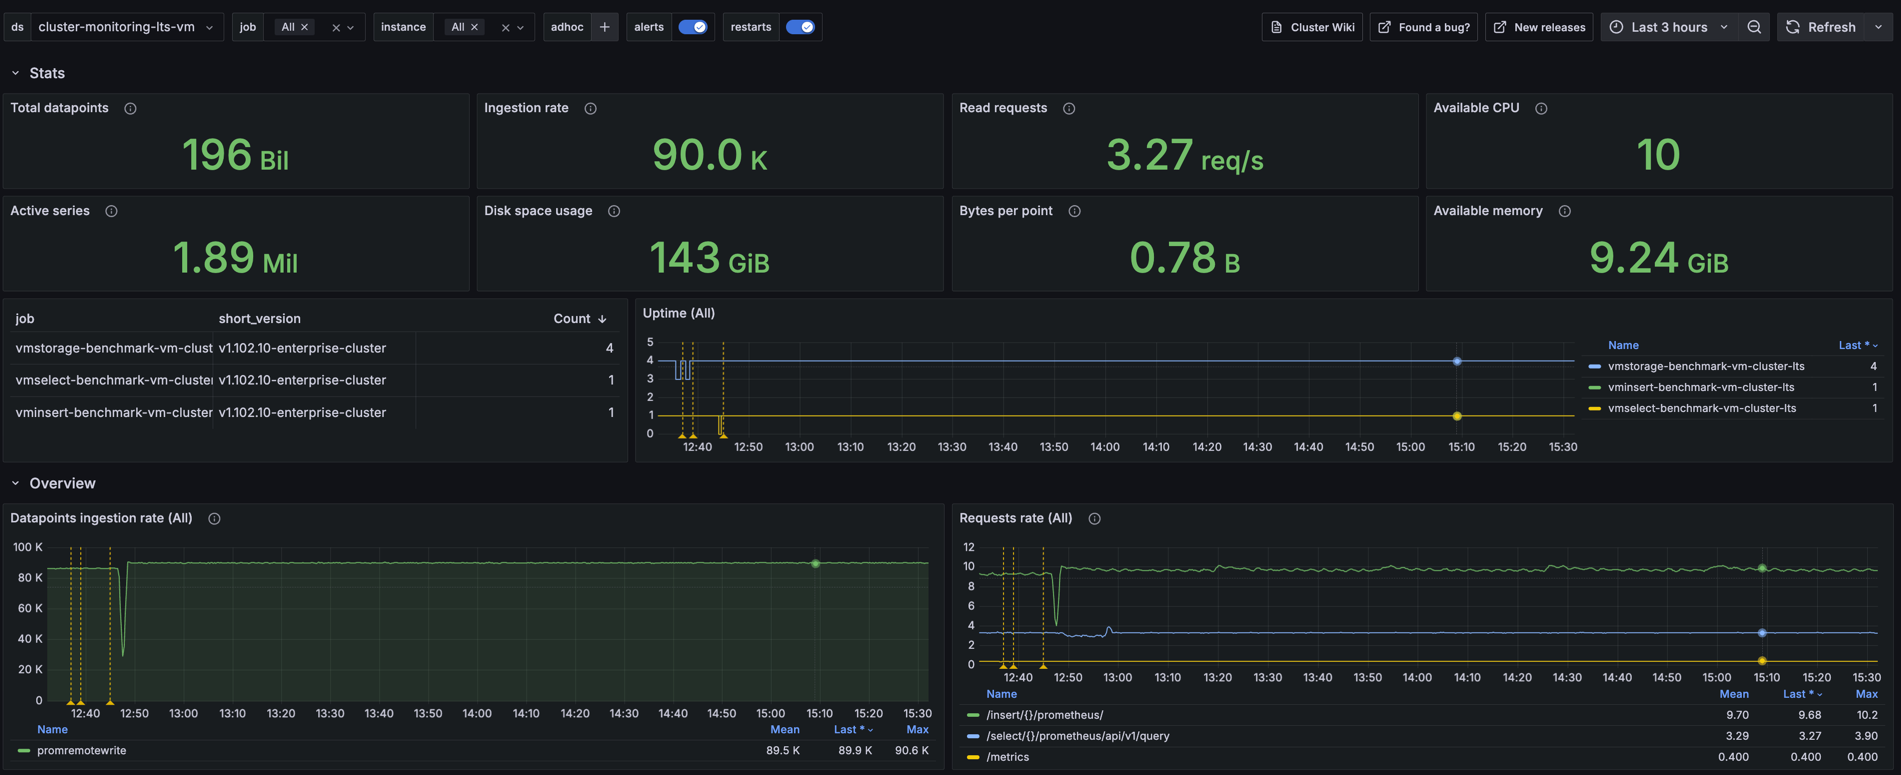 ds cluster-monitoring-lts-vm job All instance All adhoc alerts restarts Cluster Wiki Found a bug? New releases Last 3 hours Refresh
Stats
Total datapoints Ingestion rate Read requests Available CPU
196 Bil 90.0 K 3.27 req/s 10
Active series Disk space usage Bytes per point Available memory
1.89 Mil 143 GiB 0.78 B 9.24 GiB
job short_version Count
vmstorage-benchmark-vm-clust v1.102.10-enterprise-cluster 4
vmselect-benchmark-vm-cluster v1.102.10-enterprise-cluster 1
vminsert-benchmark-vm-cluster v1.102.10-enterprise-cluster 1
Uptime (All)
5
4
3
2
1
0
12:40 12:50 13:00 13:10 13:20 13:30 13:40 13:50 14:00 14:10 14:20 14:30 14:40 14:50 15:00 15:10 15:20 15:30
Name Last *
vmstorage-benchmark-vm-cluster-lts 4
vminsert-benchmark-vm-cluster-lts 1
vmselect-benchmark-vm-cluster-lts 1
Overview
Datapoints ingestion rate (All)
100 K
80 K
60 K
40 K
20 K
0
12:40 12:50 13:00 13:10 13:20 13:30 13:40 13:50 14:00 14:10 14:20 14:30 14:40 14:50 15:00 15:10 15:20 15:30
Name Mean Last * Max
promremotewrite 89.5 K 89.9 K 90.6 K
Requests rate (All)
12
10
8
6
4
2
0
12:40 12:50 13:00 13:10 13:20 13:30 13:40 13:50 14:00 14:10 14:20 14:30 14:40 14:50 15:00 15:10 15:20 15:30
Name Mean Last * Max
/insert/{}/prometheus/ 9.70 9.68 10.2
/select/{}/prometheus/api/v1/query 3.29 3.27 3.90
/metrics 0.400 0.400 0.400